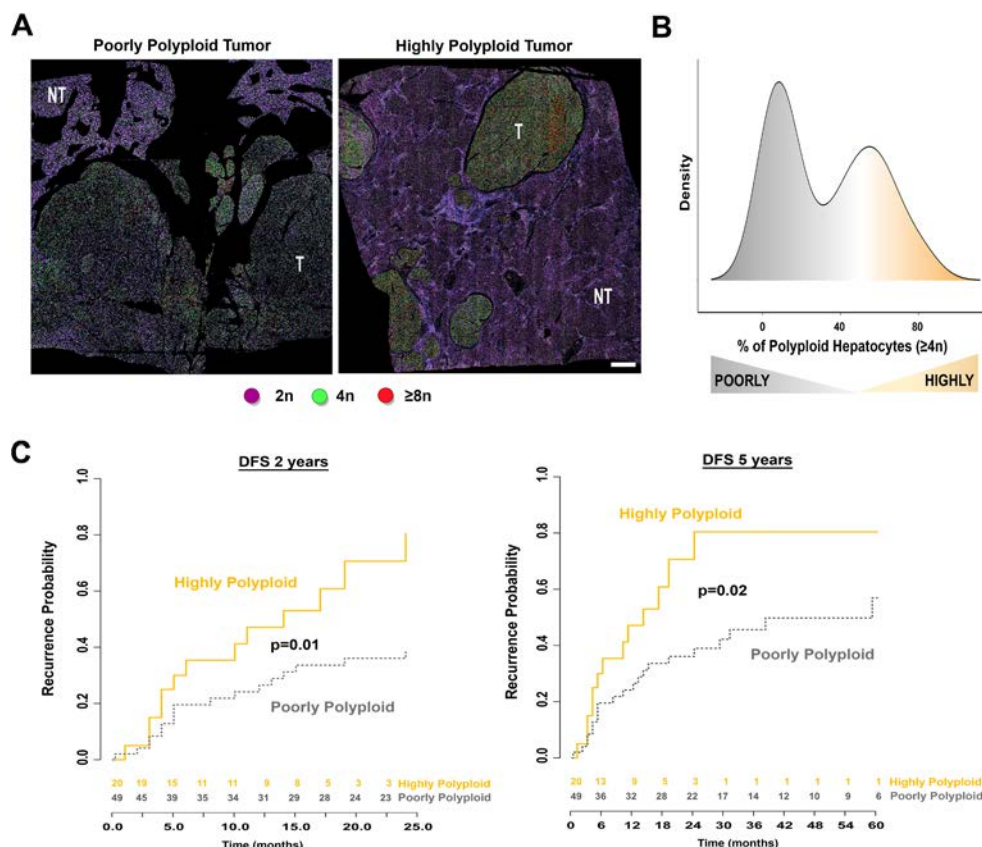 A
Poorly Polyploid Tumor
Highly Polyploid Tumor
NT
T
T
NT
2n
4n
≥8n
B
Density
0 40 80
% of Polyploid Hepatocytes (≥4n)
POORLY
HIGHLY
C
DFS 2 years
Recurrence Probability
1.0
0.8
0.6
0.4
0.2
0.0
Highly Polyploid
p=0.01
Poorly Polyploid
20 19 15 11 11 9 8 5 3 3 Highly Polyploid
49 45 39 35 34 31 29 28 24 23 Poorly Polyploid
0.0 5.0 10.0 15.0 20.0 25.0
Time (months)
DFS 5 years
Recurrence Probability
1.0
0.8
0.6
0.4
0.2
0.0
Highly Polyploid
p=0.02
Poorly Polyploid
20 13 9 5 3 1 1 1 1 1 1 Highly Polyploid
49 36 32 28 22 17 14 12 10 9 6 Poorly Polyploid
0 6 12 18 24 30 36 42 48 54 60
Time (months)